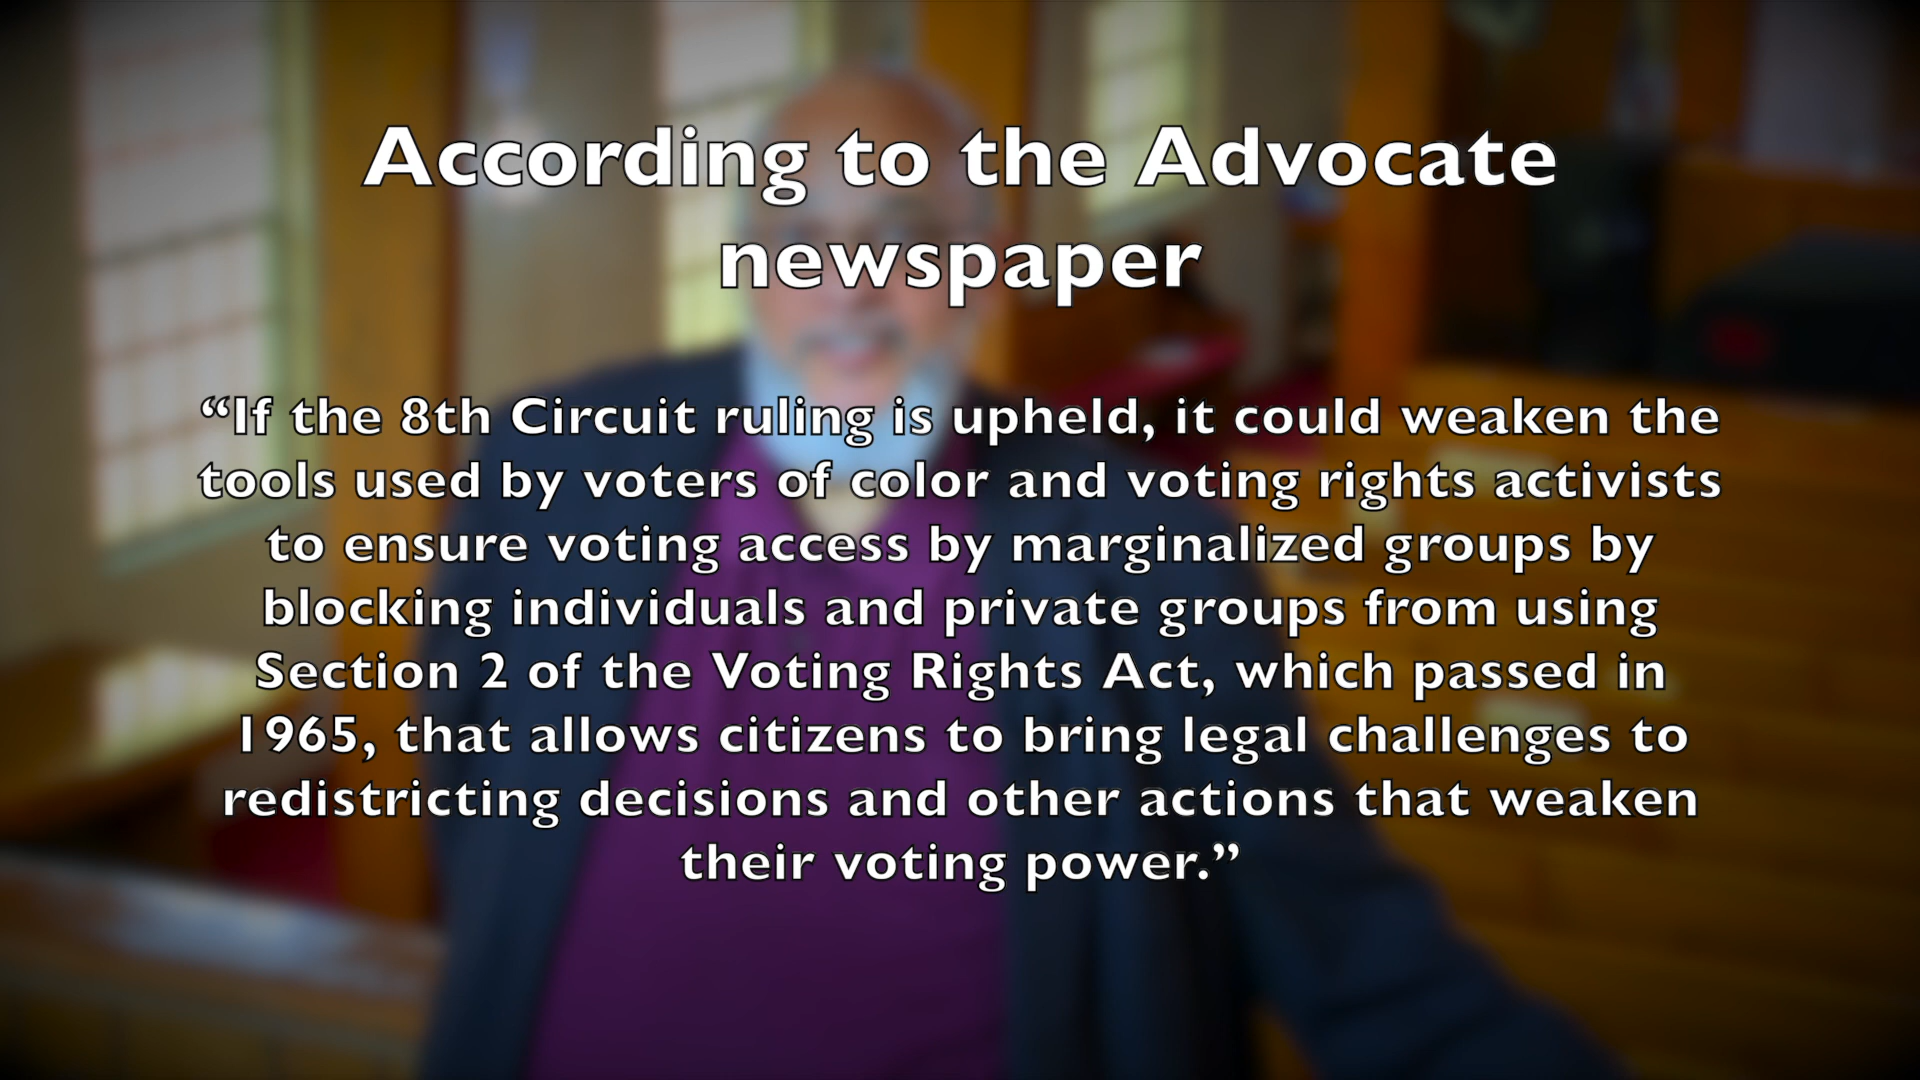 According to the Advocate
newspaper
“If the 8th Circuit ruling is upheld, it could weaken the
tools used by voters of color and voting rights activists
to ensure voting access by marginalized groups by
blocking individuals and private groups from using
Section 2 of the Voting Rights Act, which passed in
1965, that allows citizens to bring legal challenges to
redistricting decisions and other actions that weaken
their voting power.”